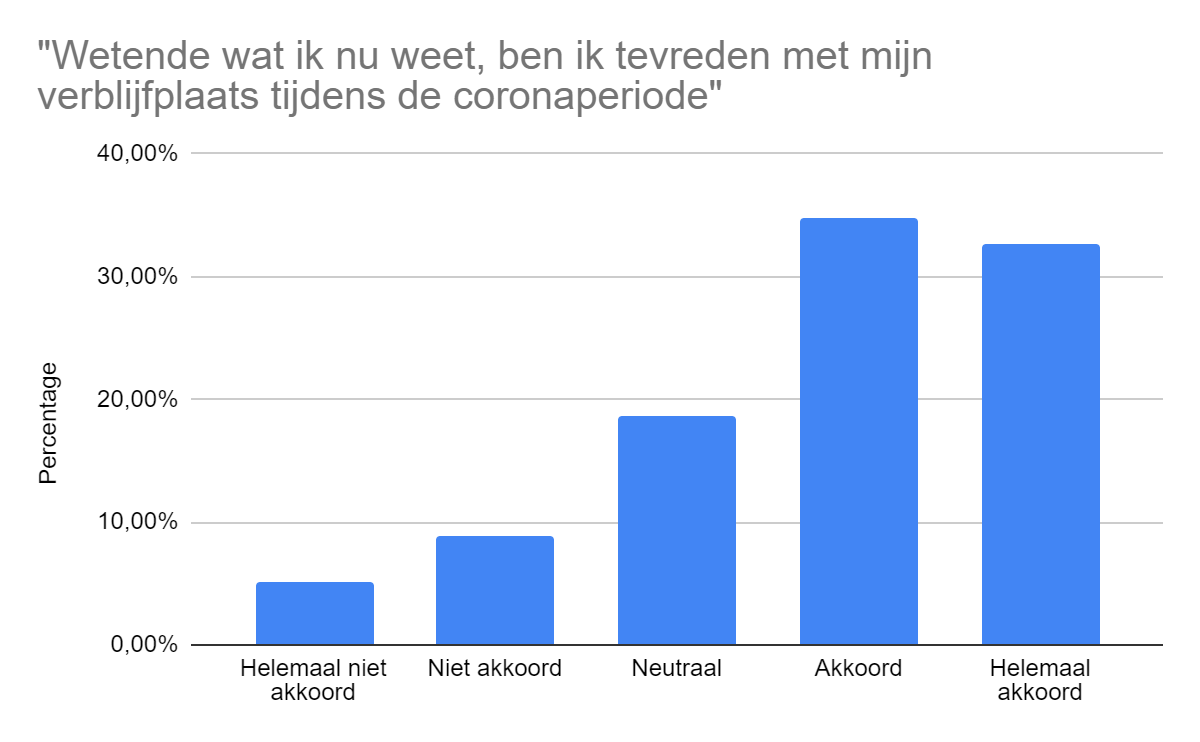 "Wetende wat ik nu weet, ben ik tevreden met mijn
verblijfplaats tijdens de coronaperiode"
40,00%
30,00%
20,00%
10,00%
0,00%
Percentage
Helemaal niet
akkoord
Niet akkoord
Neutraal
Akkoord
Helemaal
akkoord